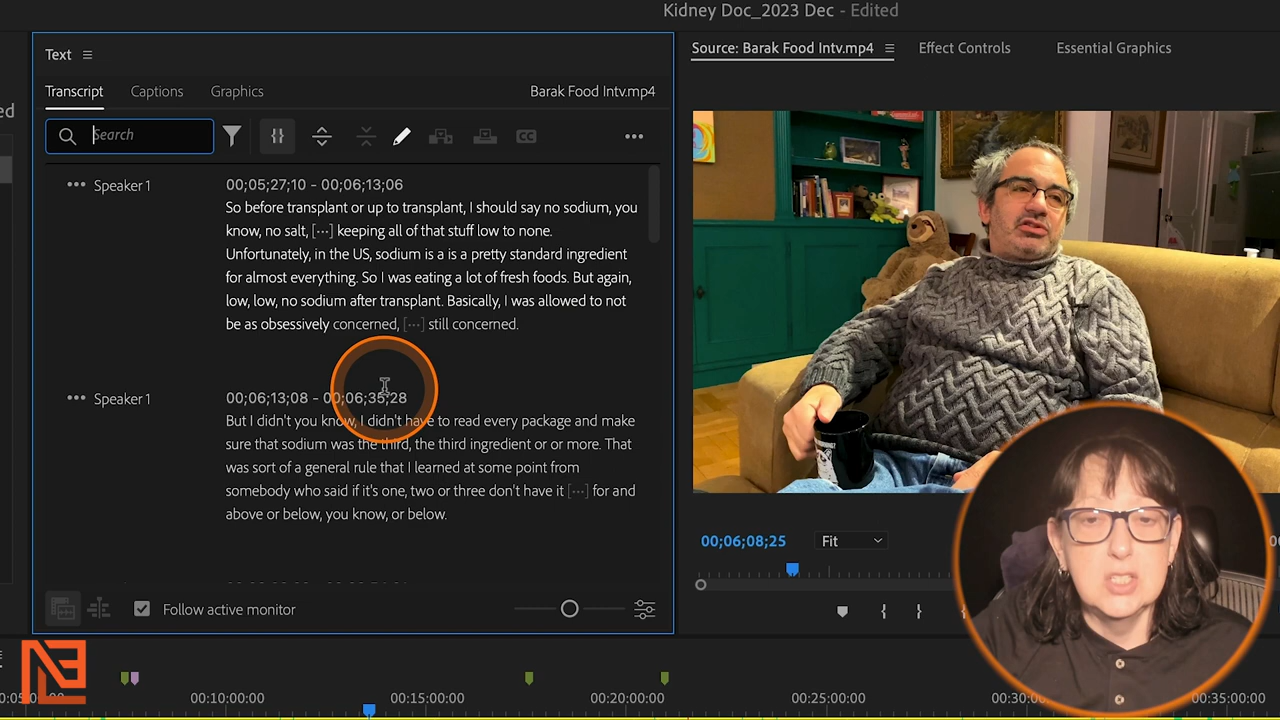 Kidney Doc_2023 Dec - Edited
Text
Source: Barak Food Intv.mp4
Effect Controls
Essential Graphics
Transcript
Captions
Graphics
Barak Food Intv.mp4
Search
CC
Speaker 1
00;05;27;10 - 00;06;13;06
So before transplant or up to transplant, I should say no sodium, you
know, no salt, [...] keeping all of that stuff low to none.
Unfortunately, in the US, sodium is a is a pretty standard ingredient
for almost everything. So I was eating a lot of fresh foods. But again,
low, low, no sodium after transplant. Basically, I was allowed to not
be as obsessively concerned, [...] still concerned.
Speaker 1
00;06;13;08 - 00;06;35;28
But I didn't you know, I didn't have to read every package and make
sure that sodium was the third, the third ingredient or or more. That
was sort of a general rule that I learned at some point from
somebody who said if it's one, two or three don't have it [...] for and
above or below, you know, or below.
00;06;08;25
Fit
Follow active monitor
00:10:00:00
00:15:00:00
00:20:00:00
00:25:00:00
00:35:00:00